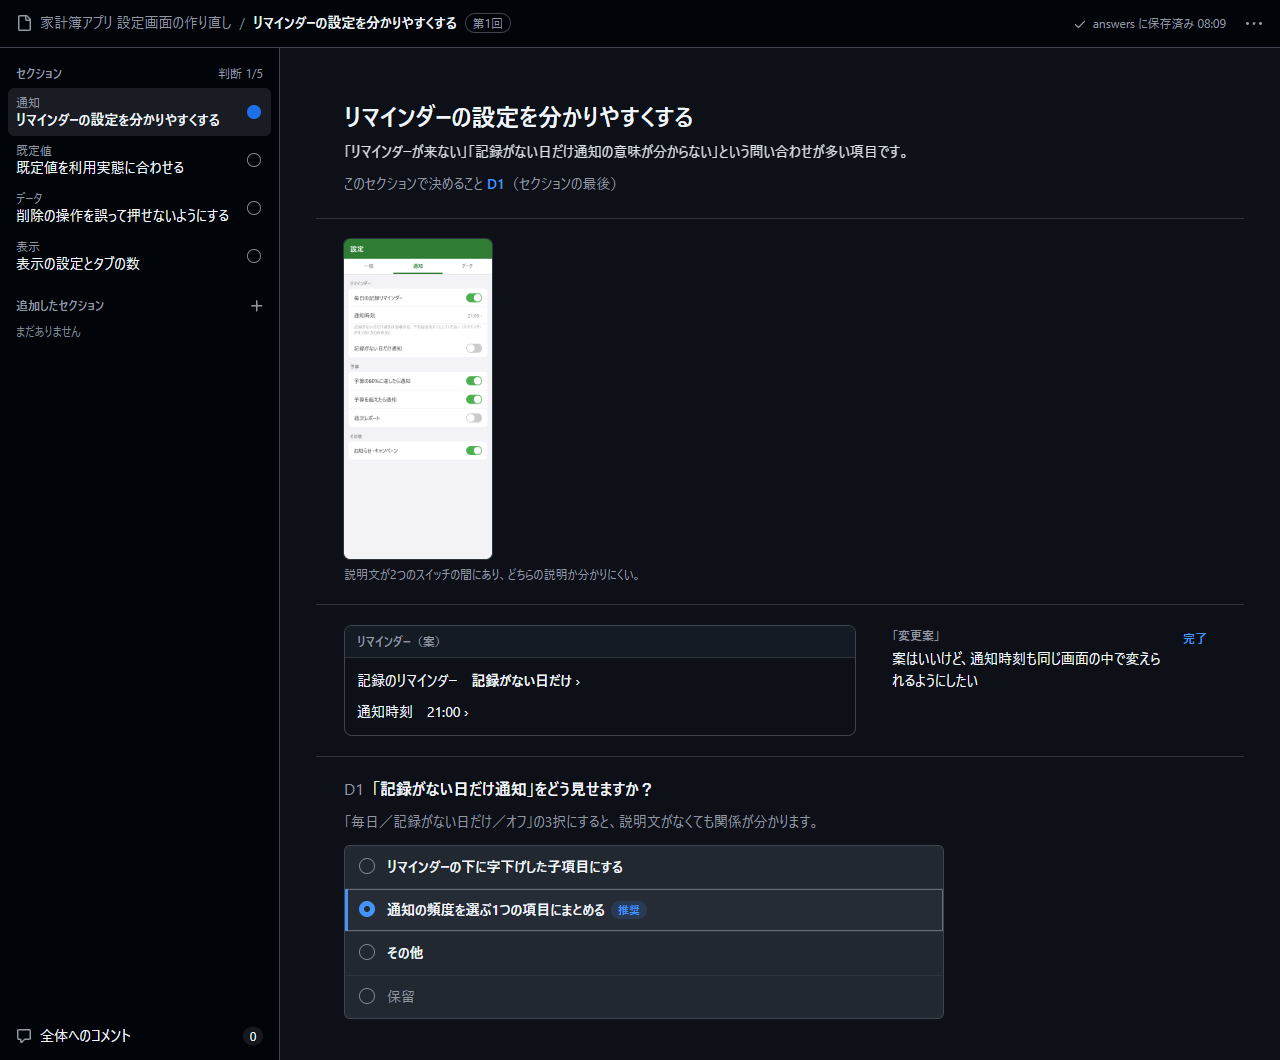 家計簿アプリ 設定画面の作り直し / リマインダーの設定を分かりやすくする 第1回
answers に保存済み 08:09
セクション 判断 1/5
通知
リマインダーの設定を分かりやすくする
既定値
既定値を利用実態に合わせる
データ
削除の操作を誤って押せないようにする
表示
表示の設定とタブの数
追加したセクション
まだありません
全体へのコメント 0
リマインダーの設定を分かりやすくする
「リマインダーが来ない」「記録がない日だけ通知の意味が分からない」という問い合わせが多い項目です。
このセクションで決めること D1（セクションの最後）
設定
一般 通知 データ
リマインダー
毎日の記録リマインダー
通知時刻 21:00 ›
記録がない日だけ通知
予算
予算の80%に達したら通知
予算を超えたら通知
週次レポート
その他
お知らせ・キャンペーン
説明文が2つのスイッチの間にあり、どちらの説明か分かりにくい。
リマインダー（案）
記録のリマインダー 記録がない日だけ ›
通知時刻 21:00 ›
「変更案」 完了
案はいいけど、通知時刻も同じ画面の中で変えら
れるようにしたい
D1 「記録がない日だけ通知」をどう見せますか？
「毎日／記録がない日だけ／オフ」の3択にすると、説明文がなくても関係が分かります。
リマインダーの下に字下げした子項目にする
通知の頻度を選ぶ1つの項目にまとめる 推奨
その他
保留